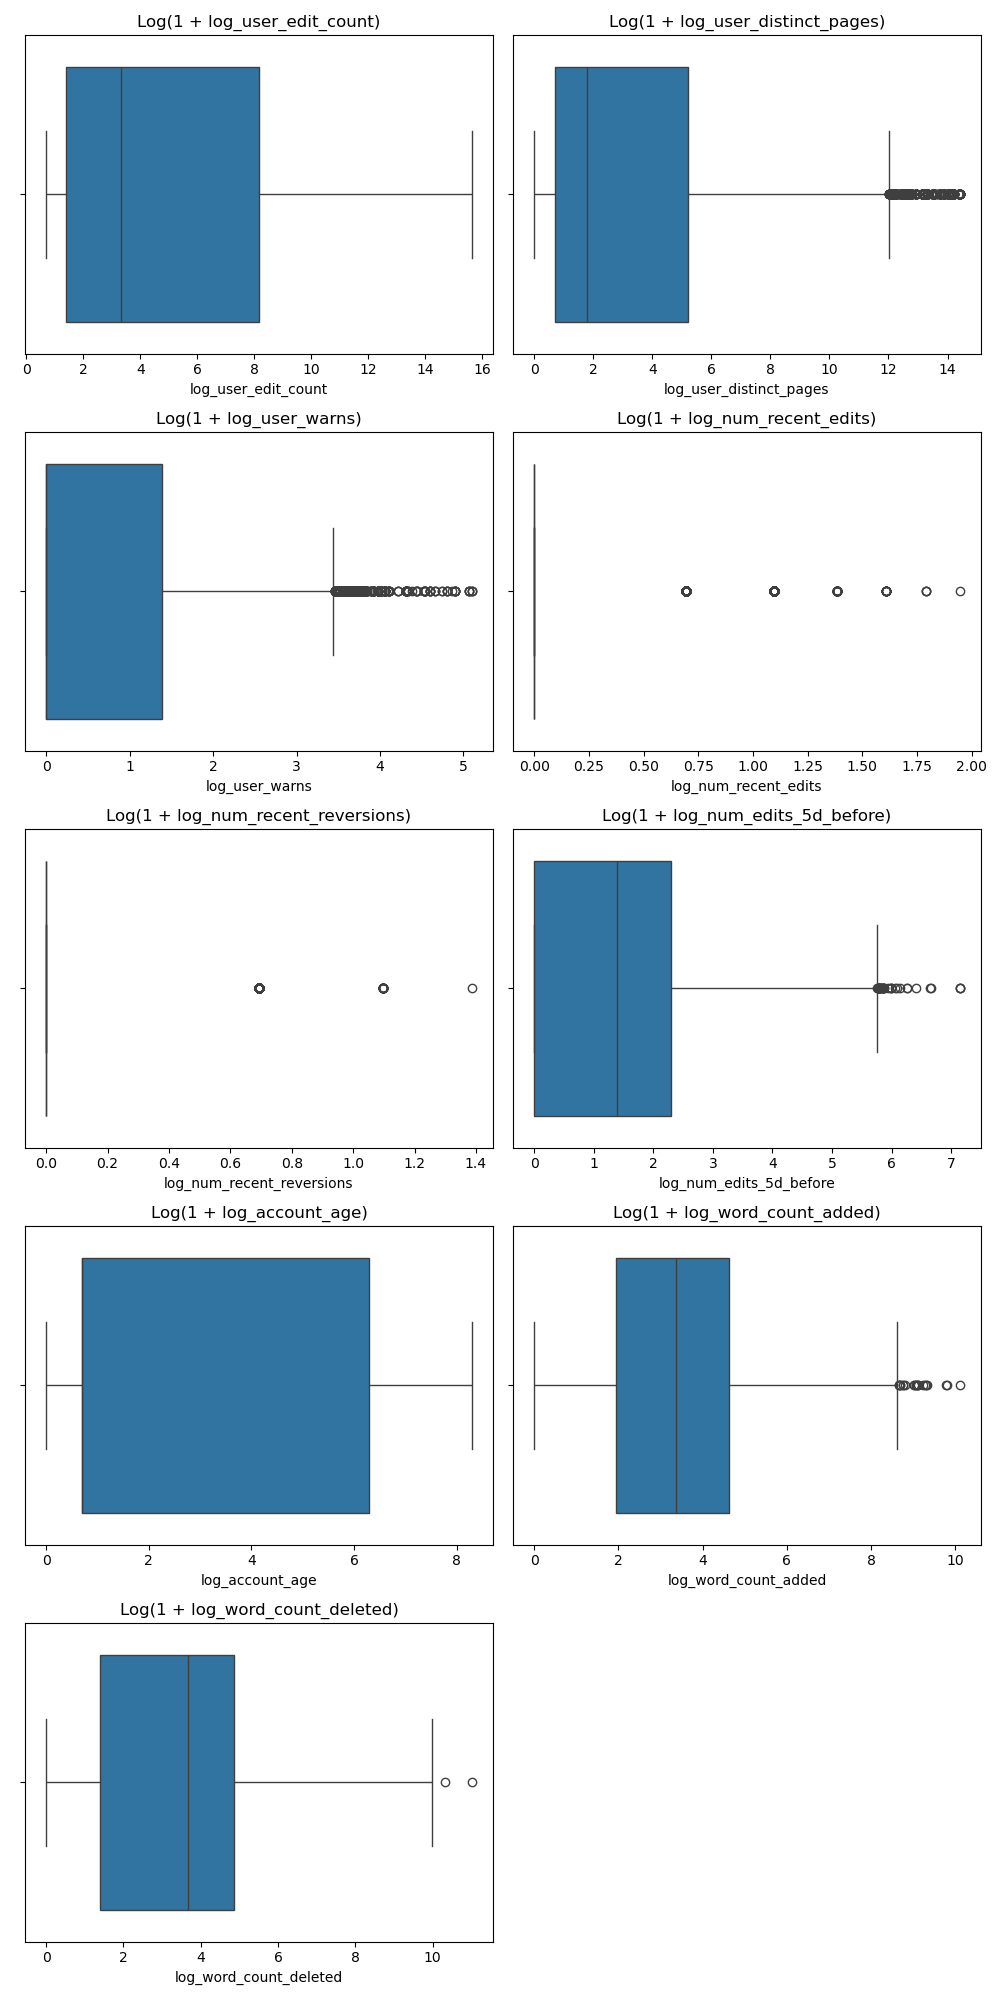 Log(1 + log_user_edit_count)
0 2 4 6 8 10 12 14 16
log_user_edit_count
Log(1 + log_user_distinct_pages)
0 2 4 6 8 10 12 14
log_user_distinct_pages
Log(1 + log_user_warns)
0 1 2 3 4 5
log_user_warns
Log(1 + log_num_recent_edits)
0.00 0.25 0.50 0.75 1.00 1.25 1.50 1.75 2.00
log_num_recent_edits
Log(1 + log_num_recent_reversions)
0.0 0.2 0.4 0.6 0.8 1.0 1.2 1.4
log_num_recent_reversions
Log(1 + log_num_edits_5d_before)
0 1 2 3 4 5 6 7
log_num_edits_5d_before
Log(1 + log_account_age)
0 2 4 6 8
log_account_age
Log(1 + log_word_count_added)
0 2 4 6 8 10
log_word_count_added
Log(1 + log_word_count_deleted)
0 2 4 6 8 10
log_word_count_deleted